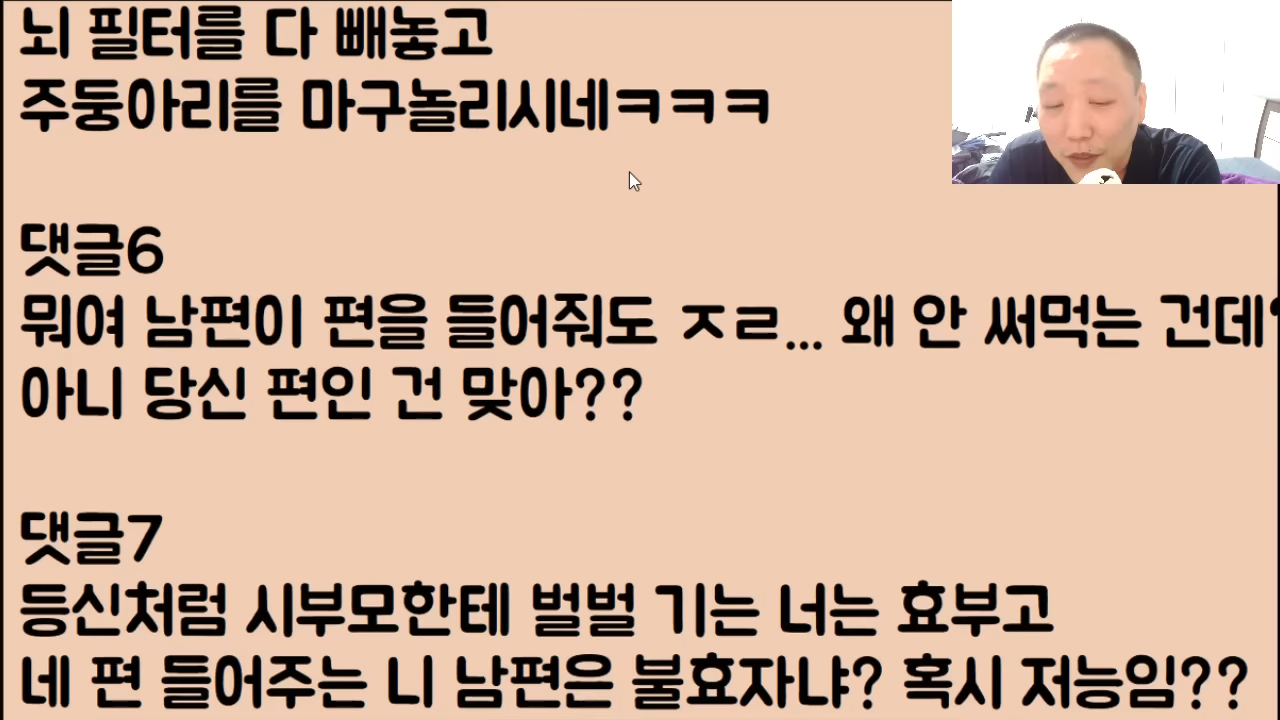 뇌 필터를 다 빼놓고
주둥아리를 마구놀리시네ㅋㅋㅋ
댓글6
뭐여 남편이 편을 들어줘도 ㅈㄹ... 왜 안 써먹는 건데?
아니 당신 편인 건 맞아??
댓글7
등신처럼 시부모한테 벌벌 기는 너는 효부고
네 편 들어주는 니 남편은 불효자냐? 혹시 저능임??